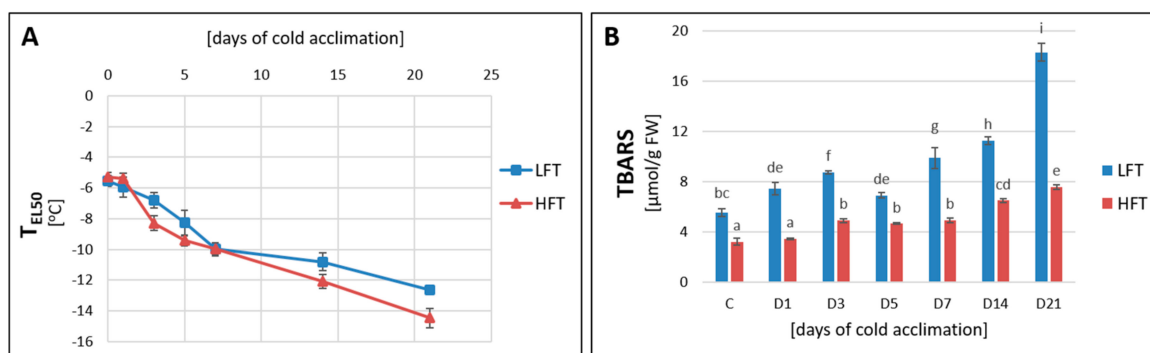 A
[days of cold acclimation]
0 5 10 15 20 25
0
-2
-4
-6
-8
-10
-12
-14
-16
TEL50
[°C]
LFT
HFT
B
20
16
12
8
4
0
TBARS
[µmol/g FW]
bc a de a f b de b g b h cd i e
C D1 D3 D5 D7 D14 D21
[days of cold acclimation]
LFT
HFT